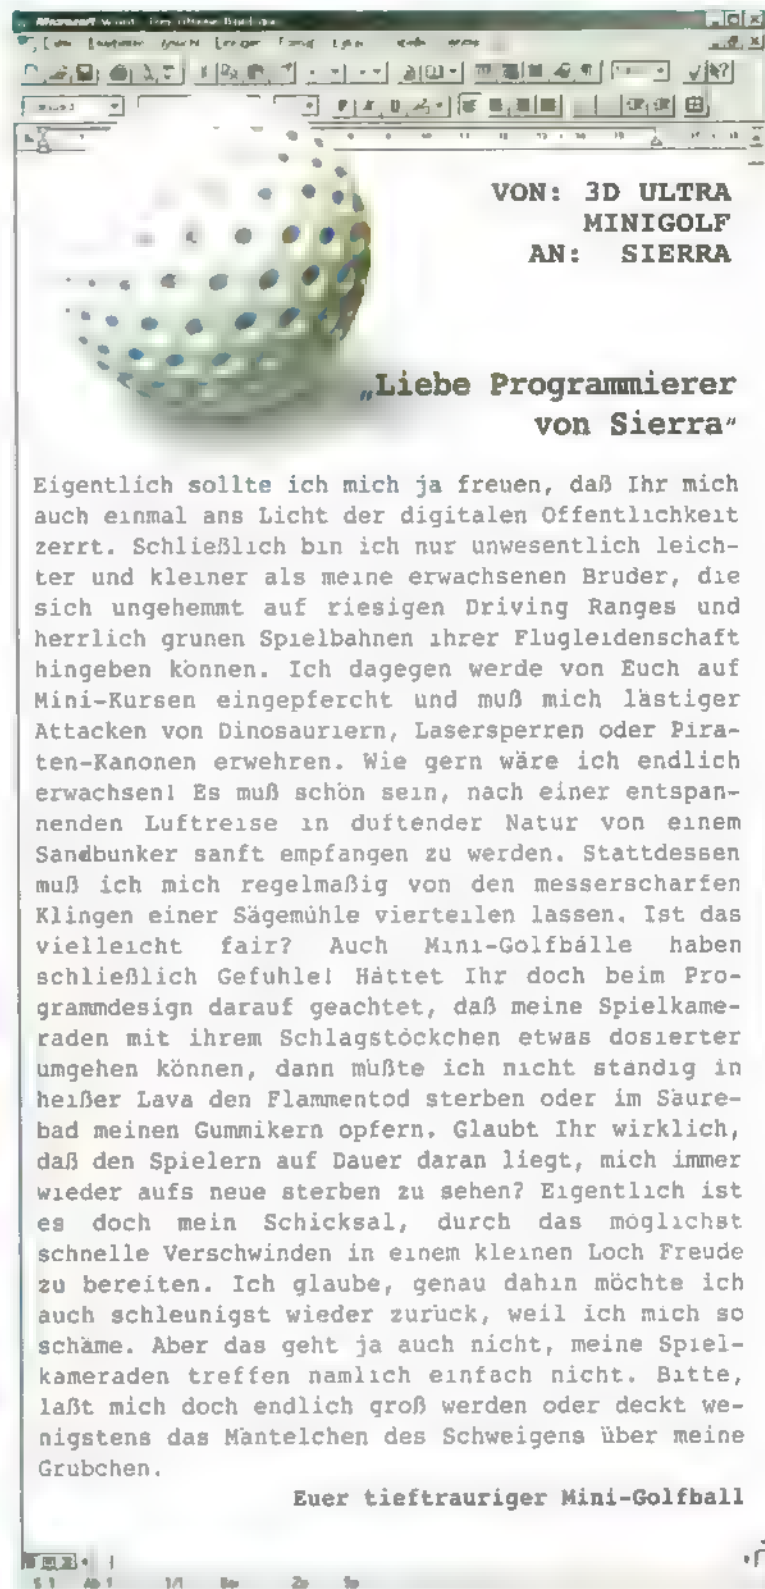 Microsoft Word
VON: 3D ULTRA
MINIGOLF
AN: SIERRA
„Liebe Programmierer
von Sierra“
Eigentlich sollte ich mich ja freuen, daß Ihr mich
auch einmal ans Licht der digitalen Öffentlichkeit
zerrt. Schließlich bin ich nur unwesentlich leich-
ter und kleiner als meine erwachsenen Brüder, die
sich ungehemmt auf riesigen Driving Ranges und
herrlich grünen Spielbahnen ihrer Flugleidenschaft
hingeben können. Ich dagegen werde von Euch auf
Mini-Kursen eingepfercht und muß mich lästiger
Attacken von Dinosauriern, Lasersperren oder Pira-
ten-Kanonen erwehren. Wie gern wäre ich endlich
erwachsen! Es muß schön sein, nach einer entspan-
nenden Luftreise in duftender Natur von einem
Sandbunker sanft empfangen zu werden. Stattdessen
muß ich mich regelmäßig von den messerscharfen
Klingen einer Sägemühle vierteilen lassen. Ist das
vielleicht fair? Auch Mini-Golfbälle haben
schließlich Gefühle! Hättet Ihr doch beim Pro-
grammdesign darauf geachtet, daß meine Spielkame-
raden mit ihrem Schlagstöckchen etwas dosierter
umgehen können, dann müßte ich nicht ständig in
heißer Lava den Flammentod sterben oder im Säure-
bad meinen Gummikern opfern. Glaubt Ihr wirklich,
daß den Spielern auf Dauer daran liegt, mich immer
wieder aufs neue sterben zu sehen? Eigentlich ist
es doch mein Schicksal, durch das möglichst
schnelle Verschwinden in einem kleinen Loch Freude
zu bereiten. Ich glaube, genau dahin möchte ich
auch schleunigst wieder zurück, weil ich mich so
schäme. Aber das geht ja auch nicht, meine Spiel-
kameraden treffen nämlich einfach nicht. Bitte,
laßt mich doch endlich groß werden oder deckt we-
nigstens das Mäntelchen des Schweigens über meine
Grübchen.
Euer tieftrauriger Mini-Golfball